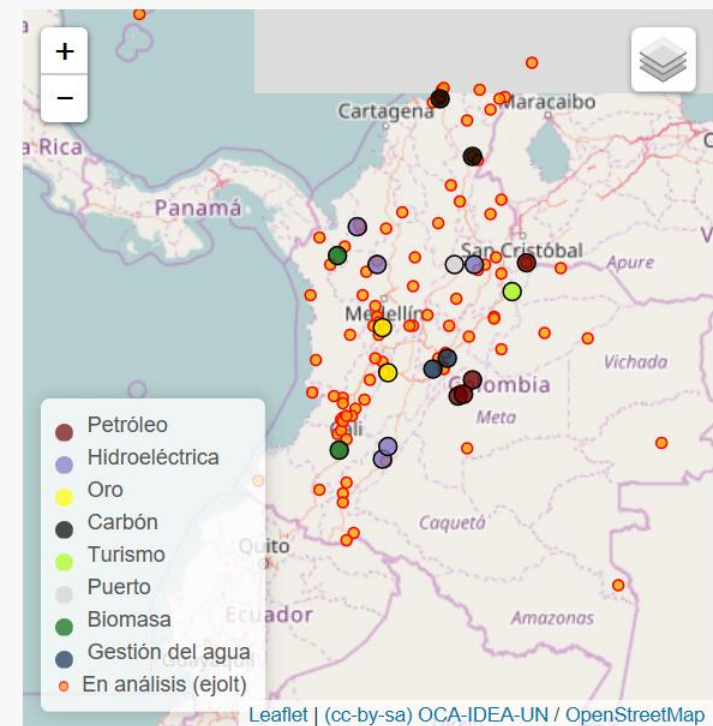 +
−
Cartagena
Maracaibo
a Rica
Panamá
San Cristóbal
Apure
Medellín
Vichada
Colombia
Meta
Cali
Caquetá
Quito
Ecuador
Amazonas
Guayaquil
Petróleo
Hidroeléctrica
Oro
Carbón
Turismo
Puerto
Biomasa
Gestión del agua
En análisis (ejolt)
Leaflet | (cc-by-sa) OCA-IDEA-UN / OpenStreetMap